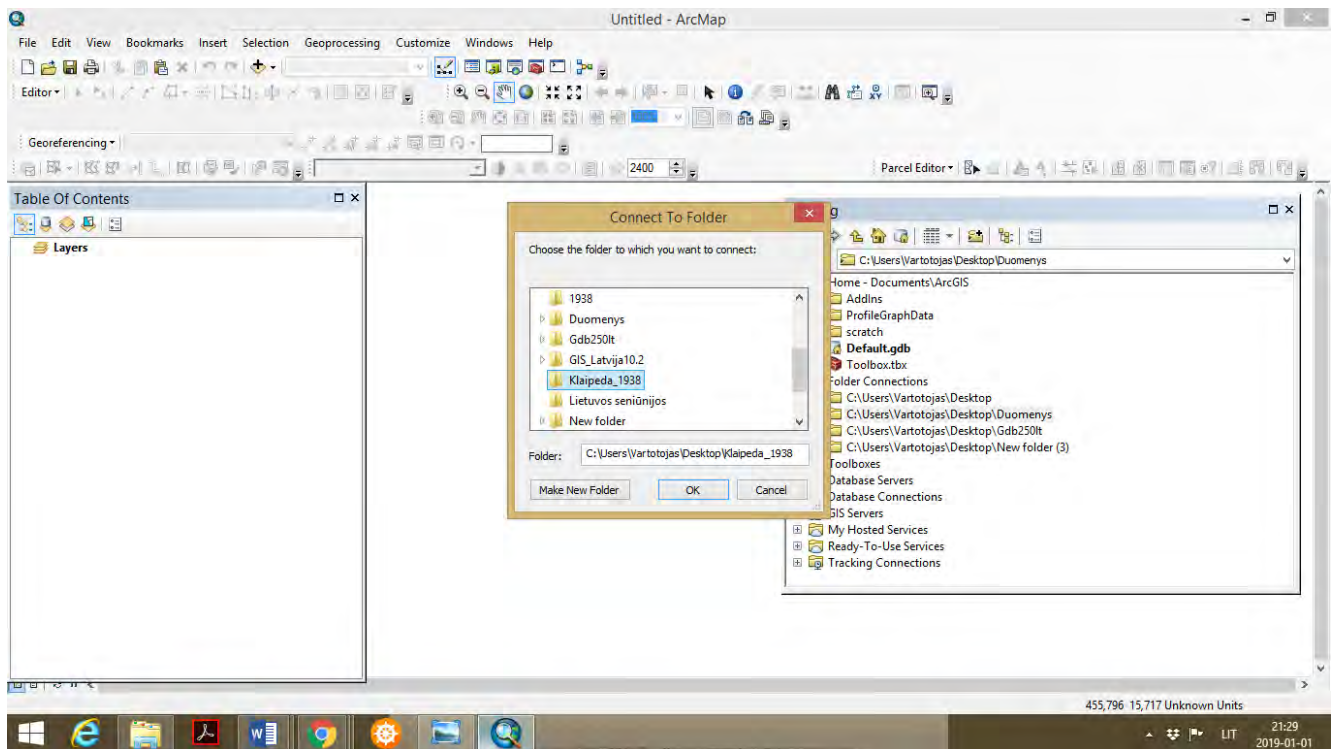 Untitled - ArcMap
File Edit View Bookmarks Insert Selection Geoprocessing Customize Windows Help
Editor
Georeferencing
2400
Parcel Editor
Table Of Contents
Layers
Connect To Folder
Choose the folder to which you want to connect:
1938
Duomenys
Gdb250lt
GIS_Latvija10.2
Klaipeda_1938
Lietuvos seniūnijos
New folder
Folder: C:\Users\Vartotojas\Desktop\Klaipeda_1938
Make New Folder OK Cancel
C:\Users\Vartotojas\Desktop\Duomenys
Home - Documents\ArcGIS
AddIns
ProfileGraphData
scratch
Default.gdb
Toolbox.tbx
Folder Connections
C:\Users\Vartotojas\Desktop
C:\Users\Vartotojas\Desktop\Duomenys
C:\Users\Vartotojas\Desktop\Gdb250lt
C:\Users\Vartotojas\Desktop\New folder (3)
Toolboxes
Database Servers
Database Connections
GIS Servers
My Hosted Services
Ready-To-Use Services
Tracking Connections
455,796 15,717 Unknown Units
LIT
21:29
2019-01-01